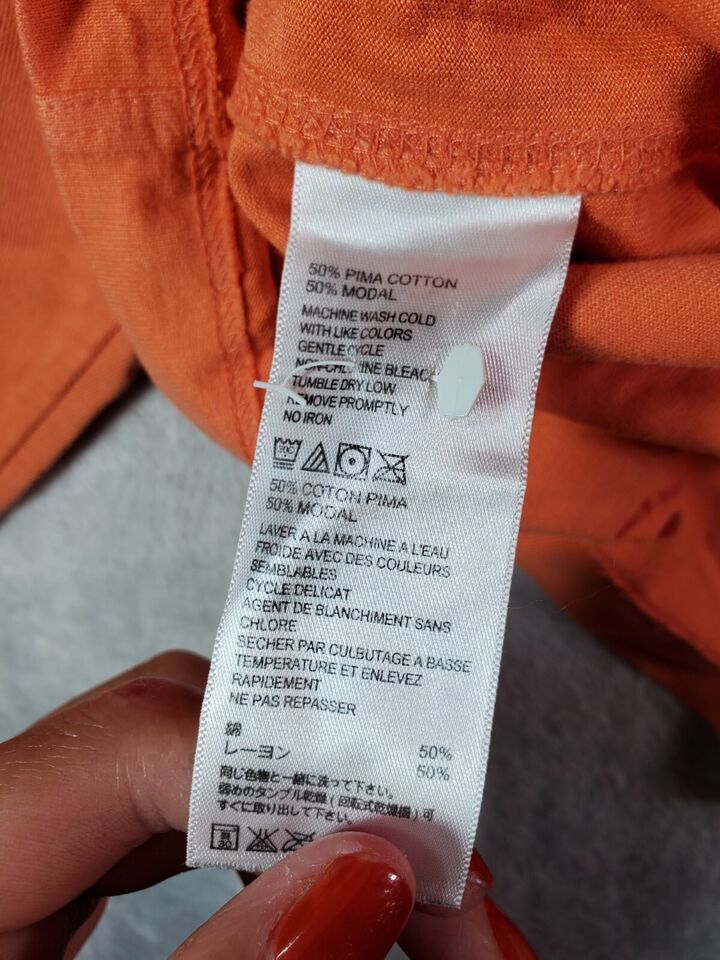 50% PIMA COTTON
50% MODAL
MACHINE WASH COLD
WITH LIKE COLORS
GENTLE CYCLE
NON-CHLORINE BLEACH
TUMBLE DRY LOW
REMOVE PROMPTLY
NO IRON
50% COTON PIMA
50% MODAL
LAVER A LA MACHINE A L'EAU
FROIDE AVEC DES COULEURS
SEMBLABLES
CYCLE DELICAT
AGENT DE BLANCHIMENT SANS
CHLORE
SECHER PAR CULBUTAGE A BASSE
TEMPERATURE ET ENLEVEZ
RAPIDEMENT
NE PAS REPASSER
綿 50%
レーヨン 50%
同じ色物と一緒に洗って下さい。
弱めのタンブル乾燥(回転式乾燥機)可
すぐに取り出して下さい。